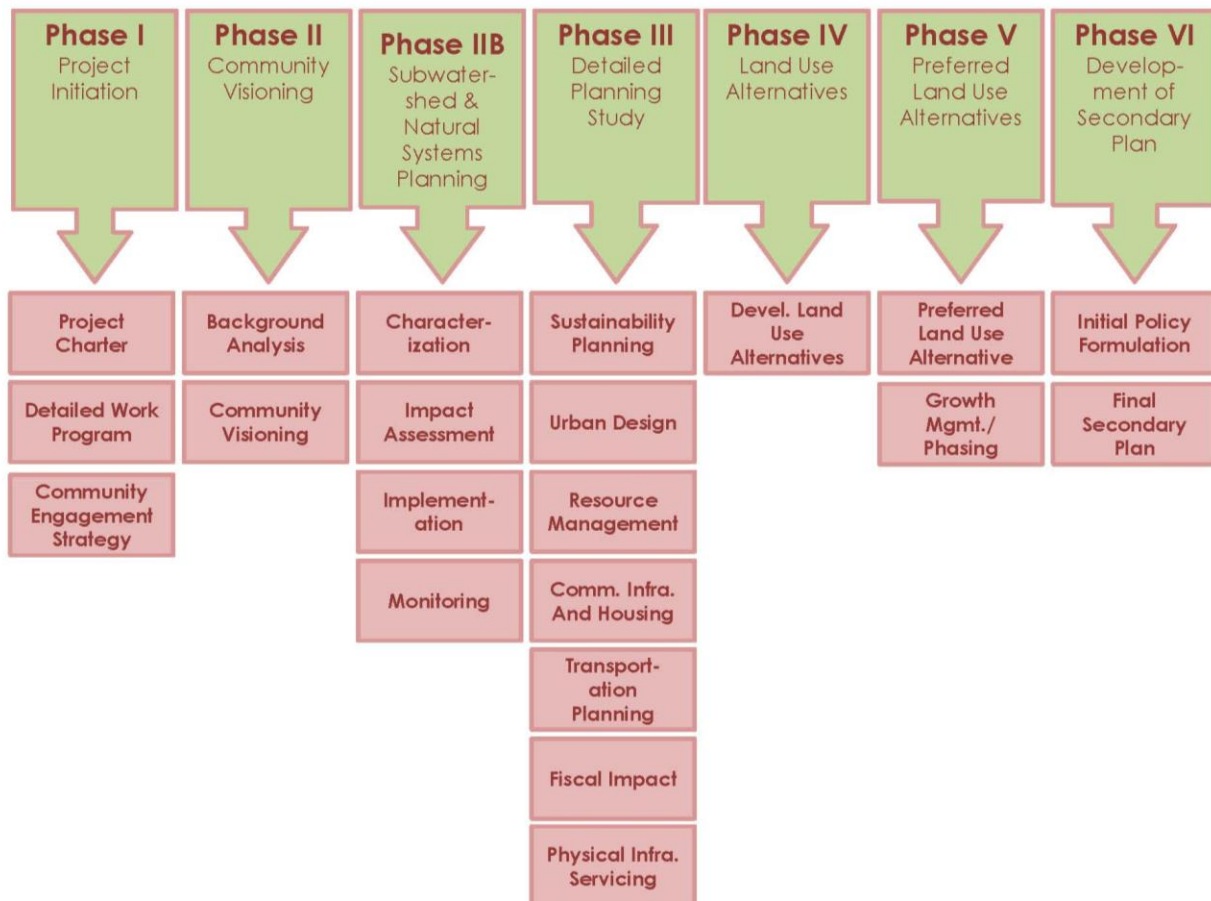 Phase I
Project
Initiation
Phase II
Community
Visioning
Phase IIB
Subwater-
shed &
Natural
Systems
Planning
Phase III
Detailed
Planning
Study
Phase IV
Land Use
Alternatives
Phase V
Preferred
Land Use
Alternatives
Phase VI
Develop-
ment of
Secondary
Plan
Project
Charter
Detailed Work
Program
Community
Engagement
Strategy
Background
Analysis
Community
Visioning
Character-
ization
Impact
Assessment
Implement-
ation
Monitoring
Sustainability
Planning
Urban Design
Resource
Management
Comm. Infra.
And Housing
Transport-
ation
Planning
Fiscal Impact
Physical Infra.
Servicing
Devel. Land
Use
Alternatives
Preferred
Land Use
Alternative
Growth
Mgmt./
Phasing
Initial Policy
Formulation
Final
Secondary
Plan